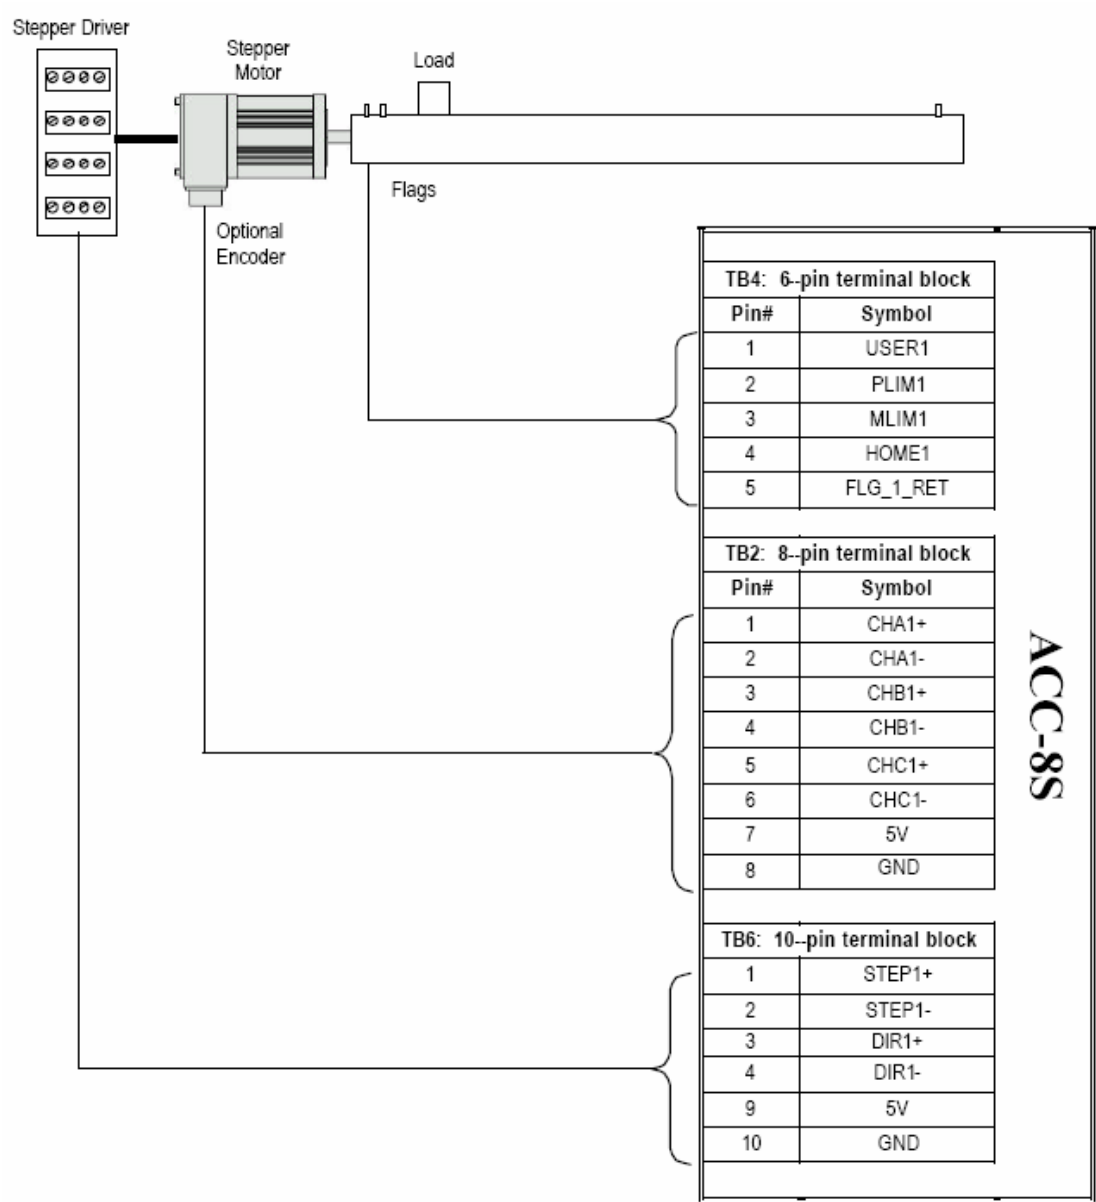 Stepper Driver
Stepper
Motor
Load
Flags
Optional
Encoder
TB4: 6--pin terminal block
Pin# Symbol
1 USER1
2 PLIM1
3 MLIM1
4 HOME1
5 FLG_1_RET
TB2: 8--pin terminal block
Pin# Symbol
1 CHA1+
2 CHA1-
3 CHB1+
4 CHB1-
5 CHC1+
6 CHC1-
7 5V
8 GND
TB6: 10--pin terminal block
1 STEP1+
2 STEP1-
3 DIR1+
4 DIR1-
9 5V
10 GND
ACC-8S